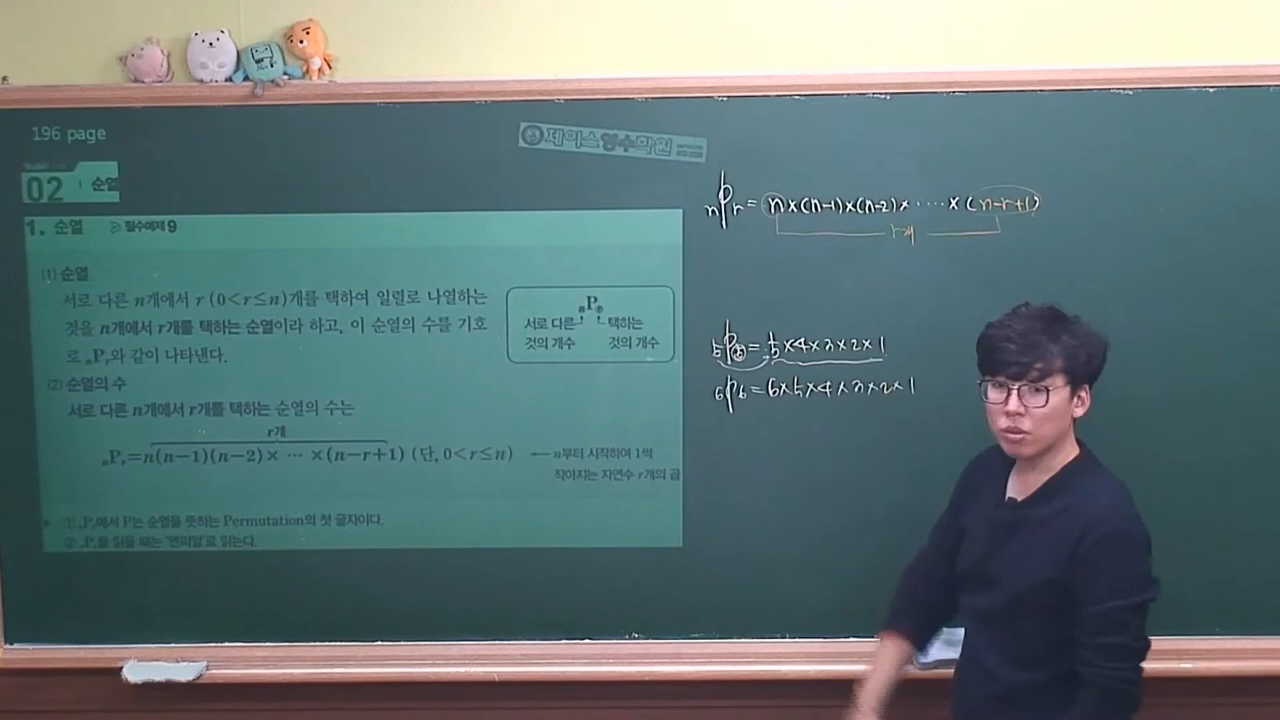 196 page
제이스영수학원
02 순열
1. 순열 ▷ 필수예제 9
(1) 순열
서로 다른 n개에서 r (0<r≤n)개를 택하여 일렬로 나열하는
것을 n개에서 r개를 택하는 순열이라 하고, 이 순열의 수를 기호
로 ₙPᵣ와 같이 나타낸다.
ₙPᵣ
서로 다른 택하는
것의 개수 것의 개수
(2) 순열의 수
서로 다른 n개에서 r개를 택하는 순열의 수는
r개
ₙPᵣ=n(n-1)(n-2)× ⋯ ×(n-r+1) (단, 0<r≤n) ← n부터 시작하여 1씩
작아지는 자연수 r개의 곱
① ₙPᵣ에서 P는 순열을 뜻하는 Permutation의 첫 글자이다.
② ₙPᵣ를 읽을 때는 '엔피알'로 읽는다.
ₙPᵣ = n×(n-1)×(n-2)× ⋯⋯ ×(n-r+1)
r개
₅P₅ = 5×4×3×2×1
₆P₆ = 6×5×4×3×2×1